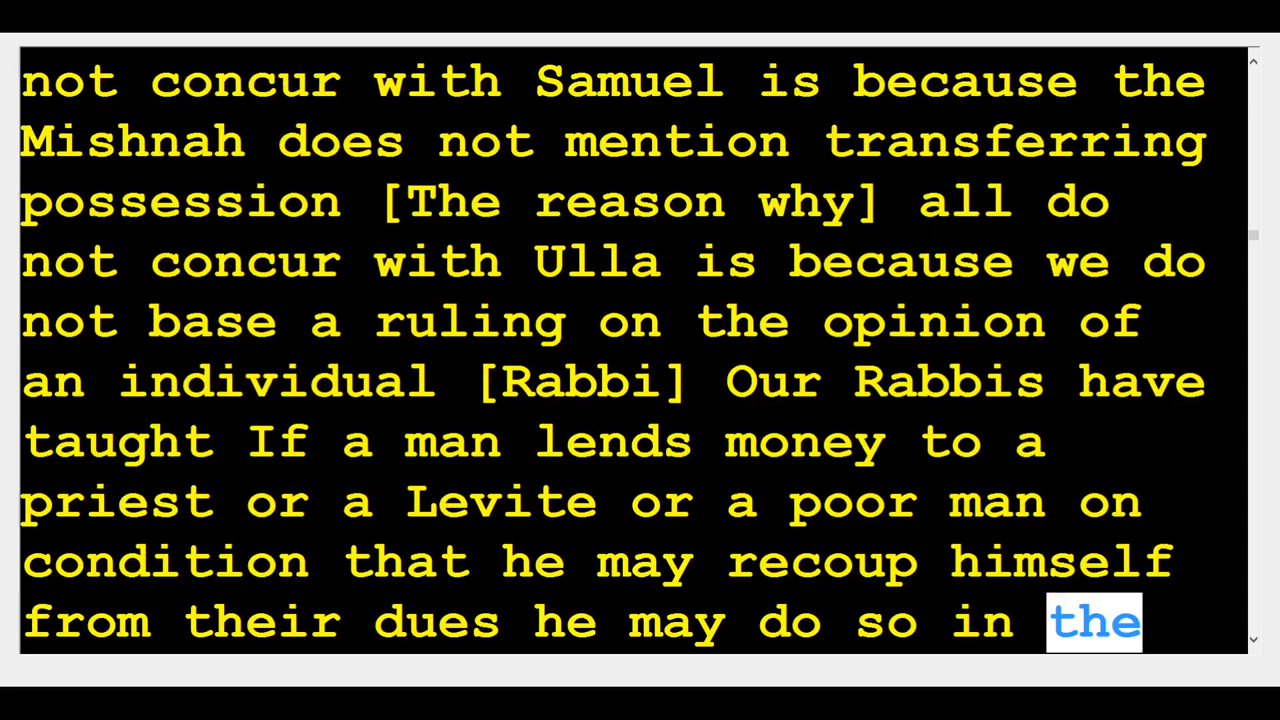 not concur with Samuel is because the
Mishnah does not mention transferring
possession [The reason why] all do
not concur with Ulla is because we do
not base a ruling on the opinion of
an individual [Rabbi] Our Rabbis have
taught If a man lends money to a
priest or a Levite or a poor man on
condition that he may recoup himself
from their dues he may do so in the